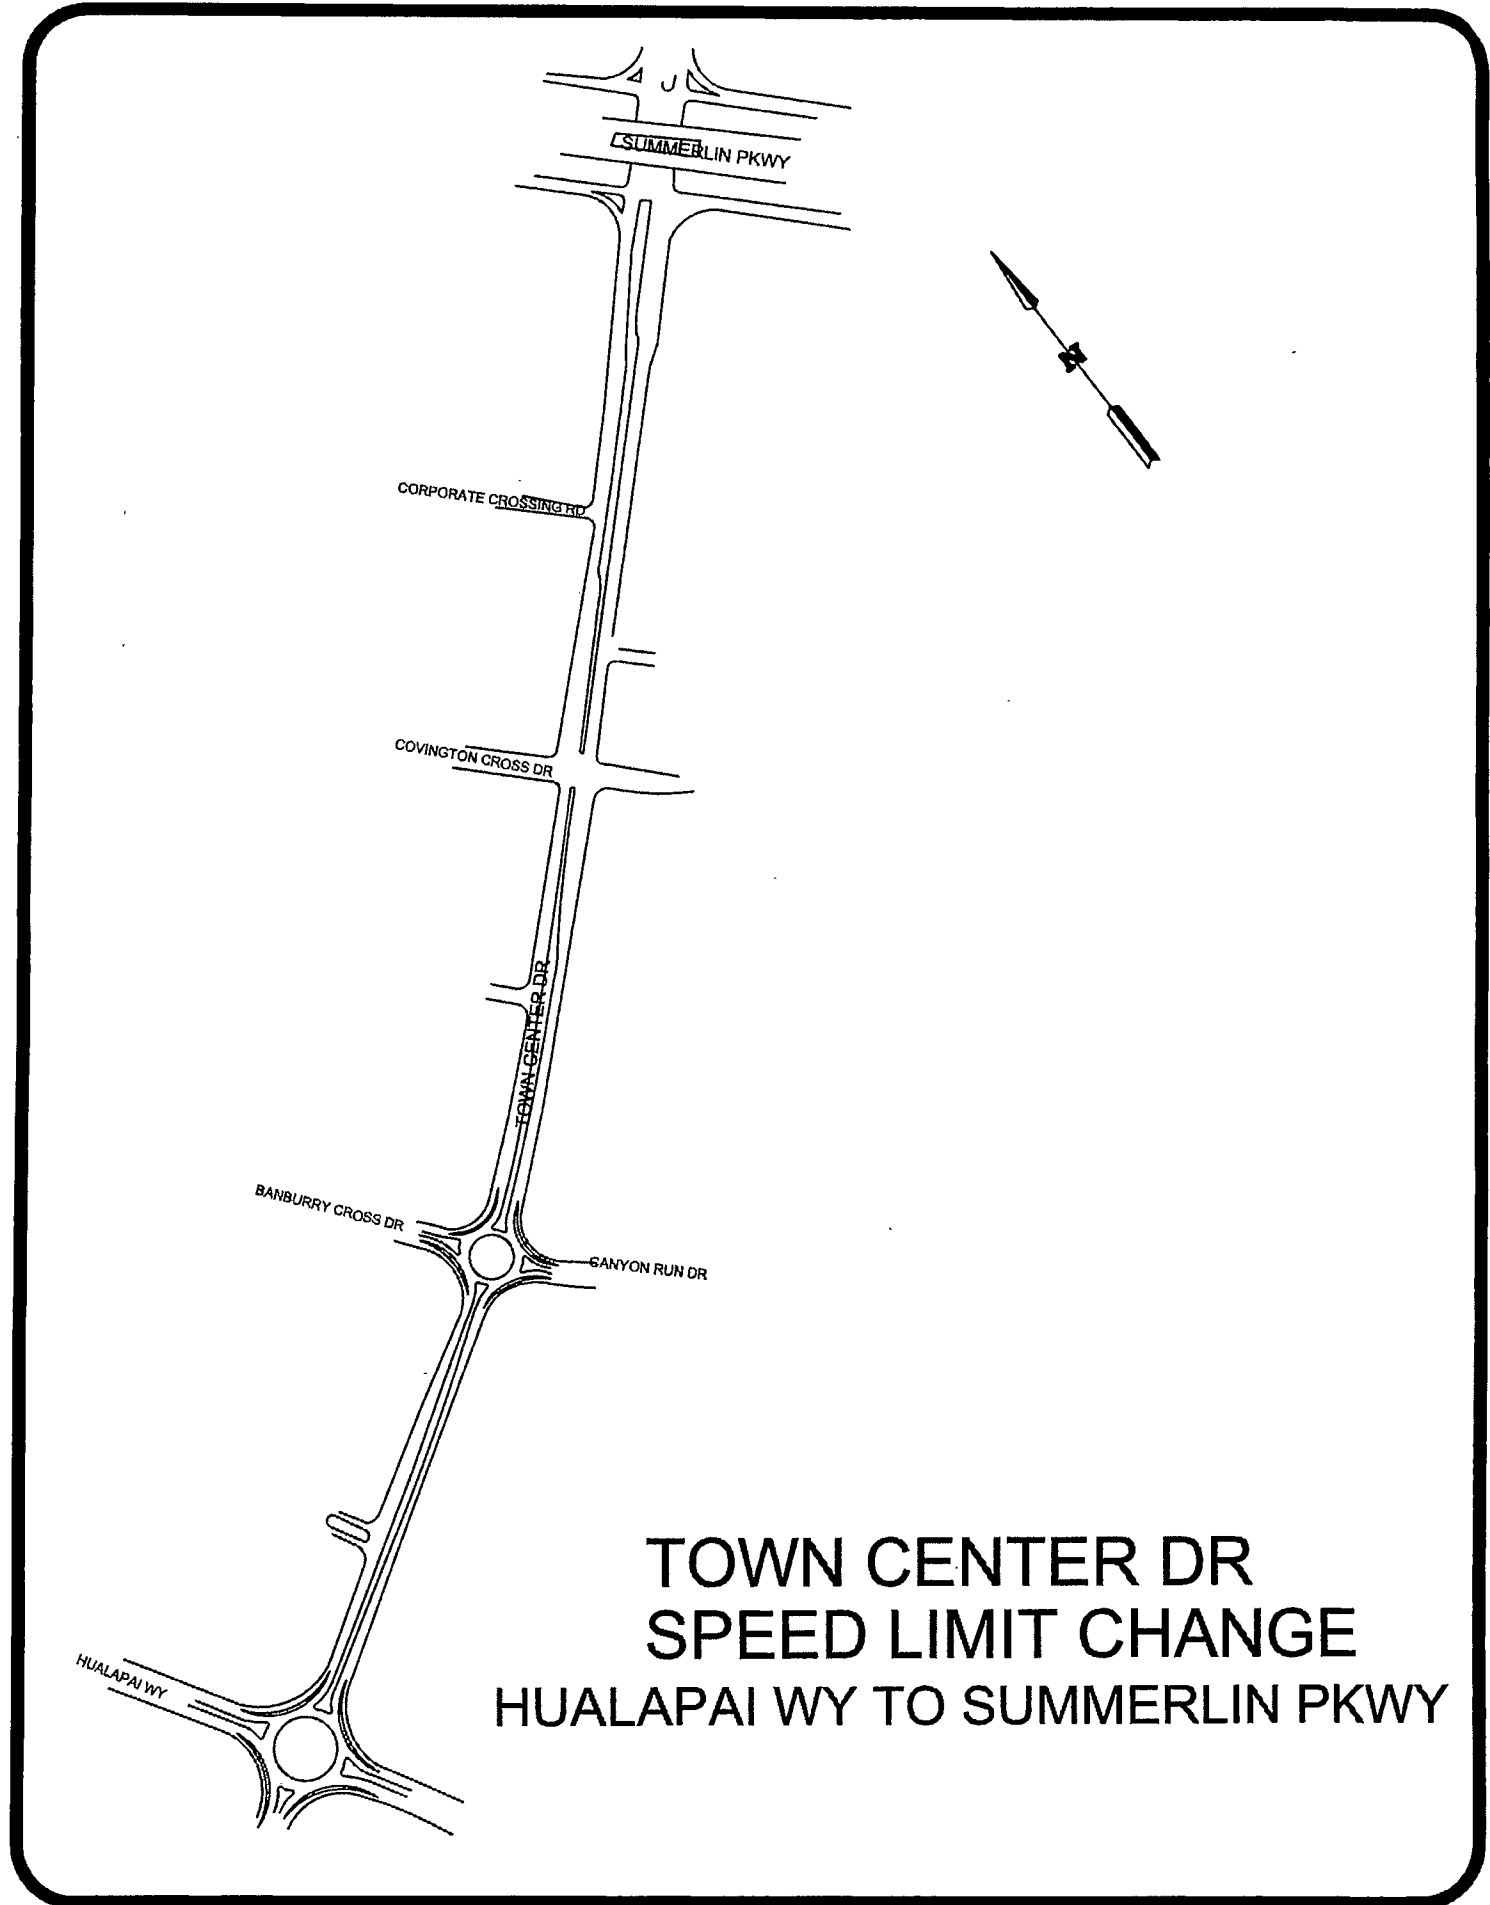 SUMMERLIN PKWY
N
CORPORATE CROSSING RD
COVINGTON CROSS DR
TOWN CENTER DR
BANBURRY CROSS DR
CANYON RUN DR
HUALAPAI WY
TOWN CENTER DR
SPEED LIMIT CHANGE
HUALAPAI WY TO SUMMERLIN PKWY